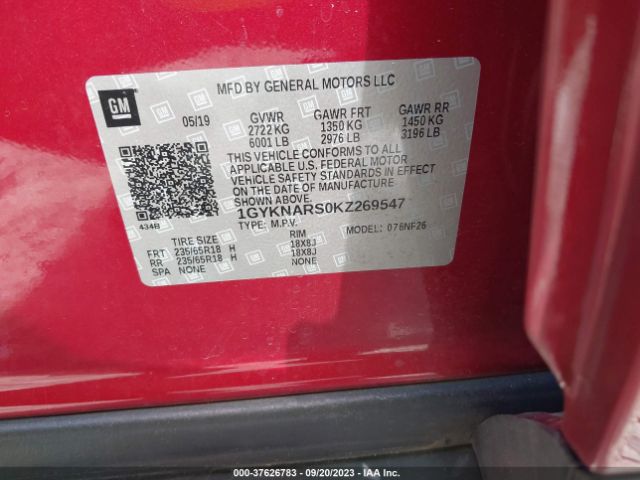 MFD BY GENERAL MOTORS LLC
GM
05/19 GVWR GAWR FRT GAWR RR
2722 KG 1350 KG 1450 KG
6001 LB 2976 LB 3196 LB
THIS VEHICLE CONFORMS TO ALL
APPLICABLE U.S. FEDERAL MOTOR
VEHICLE SAFETY STANDARDS IN EFFECT
ON THE DATE OF MANUFACTURE
SHOWN ABOVE.
1GYKNARS0KZ269547
434B TYPE: M.P.V. MODEL: 076NF26
TIRE SIZE RIM
FRT 235/65R18 H 18X8J
RR 235/65R18 H 18X8J
SPA NONE NONE
000-37626783 - 09/20/2023 - IAAI.COM